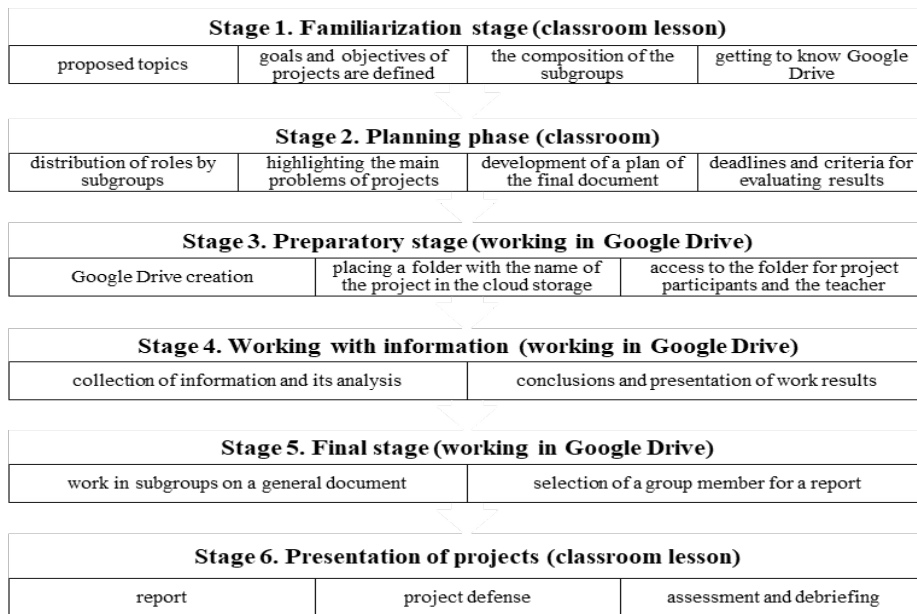 Stage 1. Familiarization stage (classroom lesson)
proposed topics
goals and objectives of
projects are defined
the composition of the
subgroups
getting to know Google
Drive
Stage 2. Planning phase (classroom)
distribution of roles by
subgroups
highlighting the main
problems of projects
development of a plan of
the final document
deadlines and criteria for
evaluating results
Stage 3. Preparatory stage (working in Google Drive)
Google Drive creation
placing a folder with the name of
the project in the cloud storage
access to the folder for project
participants and the teacher
Stage 4. Working with information (working in Google Drive)
collection of information and its analysis
conclusions and presentation of work results
Stage 5. Final stage (working in Google Drive)
work in subgroups on a general document
selection of a group member for a report
Stage 6. Presentation of projects (classroom lesson)
report
project defense
assessment and debriefing